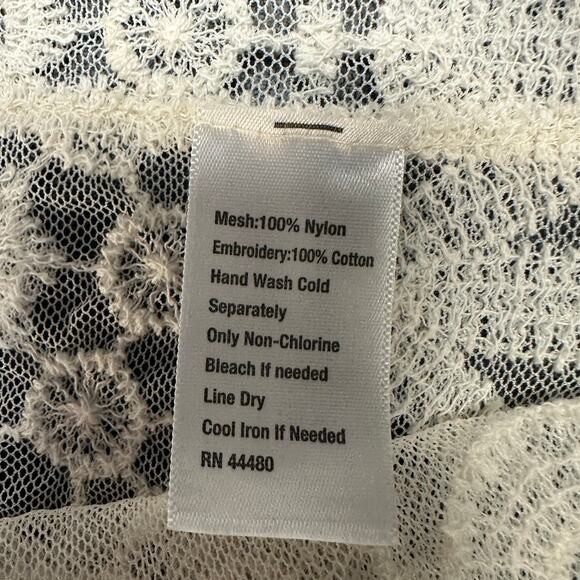 Mesh:100% Nylon
Embroidery:100% Cotton
Hand Wash Cold
Separately
Only Non-Chlorine
Bleach If needed
Line Dry
Cool Iron If Needed
RN 44480